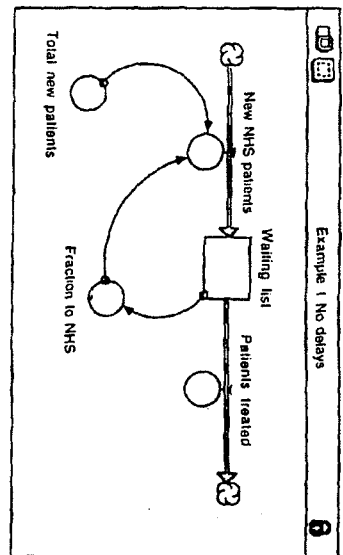 Example 1 No delays
New NHS patients
Waiting list
Patients treated
Total new
patients
Fraction to NHS